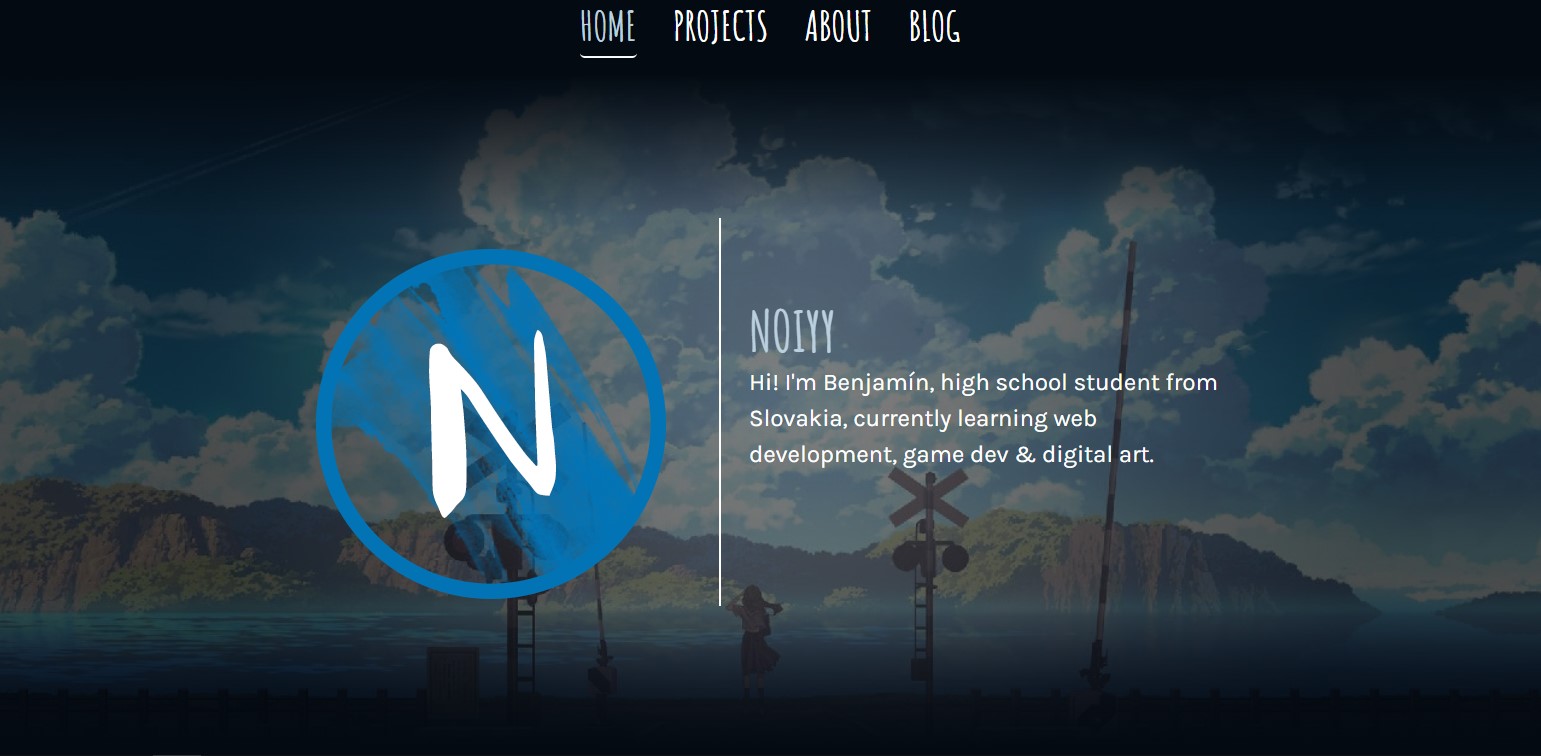 HOME PROJECTS ABOUT BLOG
N
NOIYY
Hi! I'm Benjamín, high school student from
Slovakia, currently learning web
development, game dev & digital art.